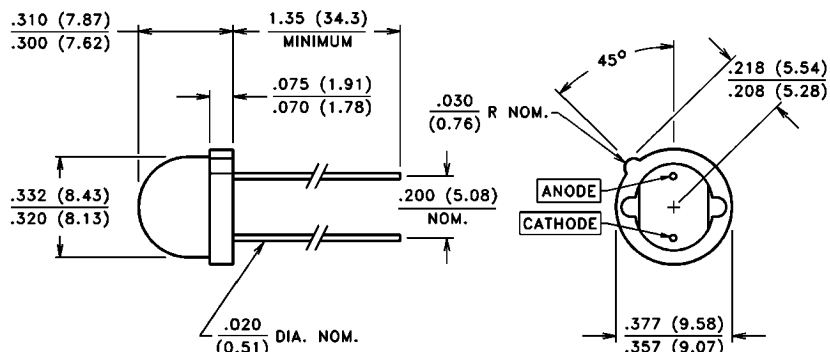 .310 (7.87)
.300 (7.62)
1.35 (34.3)
MINIMUM
.075 (1.91)
.070 (1.78)
.332 (8.43)
.320 (8.13)
.200 (5.08)
NOM.
.020
(0.51)
DIA. NOM.
45°
.218 (5.54)
.208 (5.28)
.030
(0.76)
R NOM.
ANODE
CATHODE
.377 (9.58)
.357 (9.07)